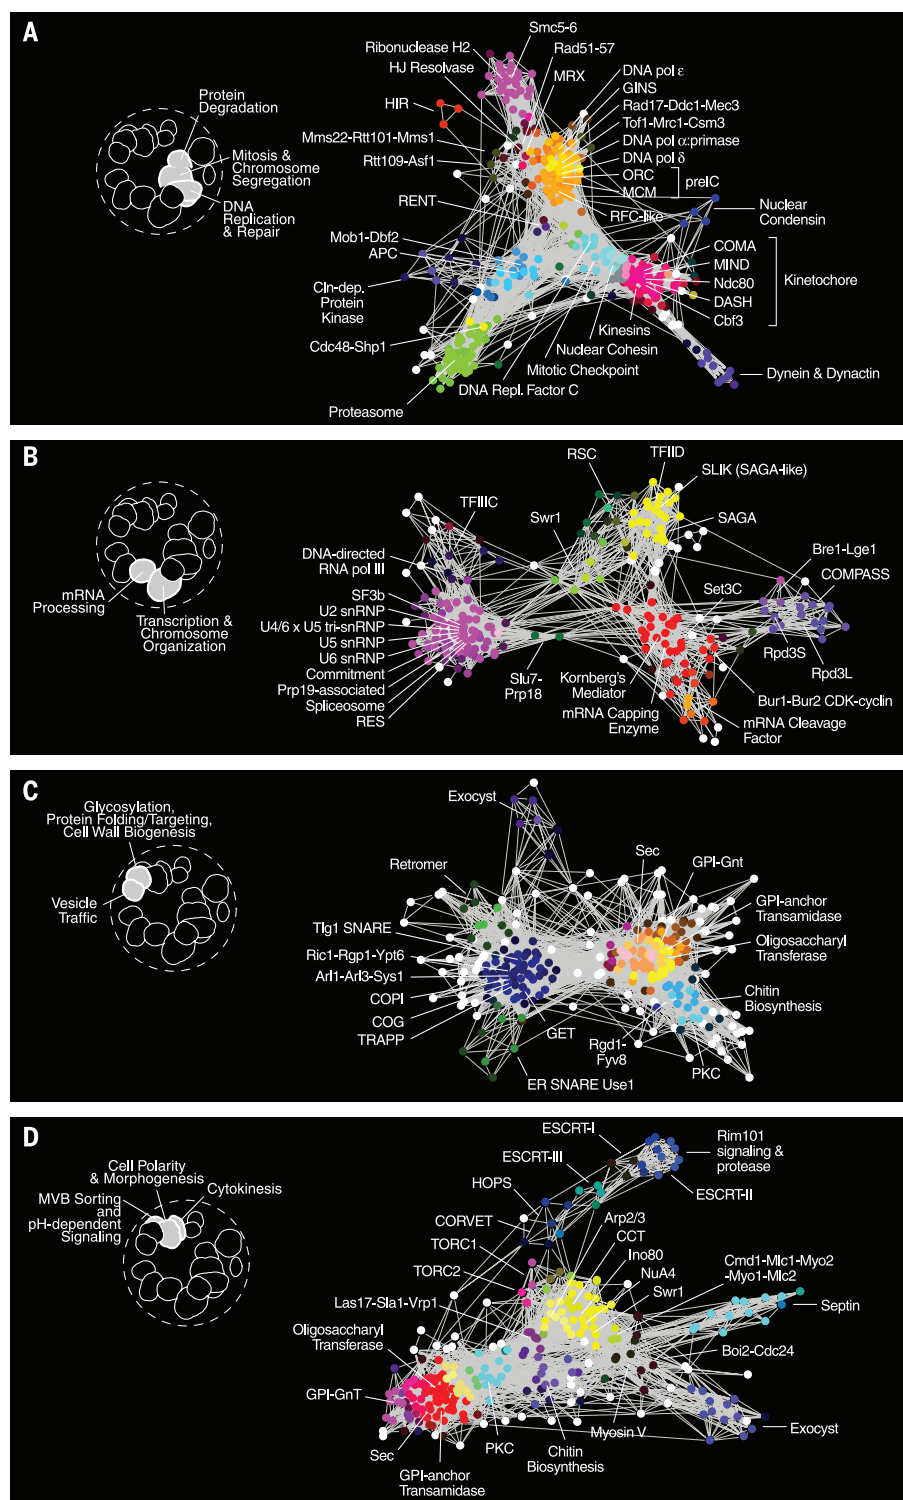 A
Protein
Degradation
Mitosis &
Chromosome
Segregation
DNA
Replication
& Repair
Smc5-6
Ribonuclease H2
Rad51-57
HJ Resolvase
MRX
DNA pol ε
GINS
HIR
Rad17-Ddc1-Mec3
Tof1-Mrc1-Csm3
Mms22-Rtt101-Mms1
DNA pol α:primase
Rtt109-Asf1
DNA pol δ
ORC
preIC
MCM
RENT
RFC-like
Nuclear
Condensin
Mob1-Dbf2
APC
COMA
MIND
Kinetochore
Ndc80
Cln-dep.
Protein
Kinase
DASH
Cbf3
Kinesins
Cdc48-Shp1
Nuclear Cohesin
Mitotic Checkpoint
Dynein & Dynactin
DNA Repl. Factor C
Proteasome
B
mRNA
Processing
Transcription &
Chromosome
Organization
RSC
TFIID
SLIK (SAGA-like)
TFIIIC
Swr1
SAGA
DNA-directed
RNA pol III
Bre1-Lge1
COMPASS
SF3b
U2 snRNP
U4/6 x U5 tri-snRNP
U5 snRNP
U6 snRNP
Commitment
Prp19-associated
Spliceosome
RES
Set3C
Rpd3S
Rpd3L
Slu7-
Prp18
Kornberg's
Mediator
mRNA Capping
Enzyme
Bur1-Bur2 CDK-cyclin
mRNA Cleavage
Factor
C
Glycosylation,
Protein Folding/Targeting,
Cell Wall Biogenesis
Vesicle
Traffic
Exocyst
Retromer
Sec
GPI-Gnt
GPI-anchor
Transamidase
Tlg1 SNARE
Oligosaccharyl
Transferase
Ric1-Rgp1-Ypt6
Arl1-Arl3-Sys1
COPI
Chitin
Biosynthesis
COG
TRAPP
GET
Rgd1-
Fyv8
PKC
ER SNARE Use1
D
Cell Polarity
& Morphogenesis
Cytokinesis
MVB Sorting
and
pH-dependent
Signaling
ESCRT-I
Rim101
signaling &
protease
ESCRT-III
ESCRT-II
HOPS
CORVET
Arp2/3
CCT
TORC1
Ino80
TORC2
NuA4
Swr1
Cmd1-Mlc1-Myo2
-Myo1-Mlc2
Las17-Sla1-Vrp1
Septin
Oligosaccharyl
Transferase
Boi2-Cdc24
GPI-GnT
Myosin V
Exocyst
Sec
PKC
Chitin
Biosynthesis
GPI-anchor
Transamidase